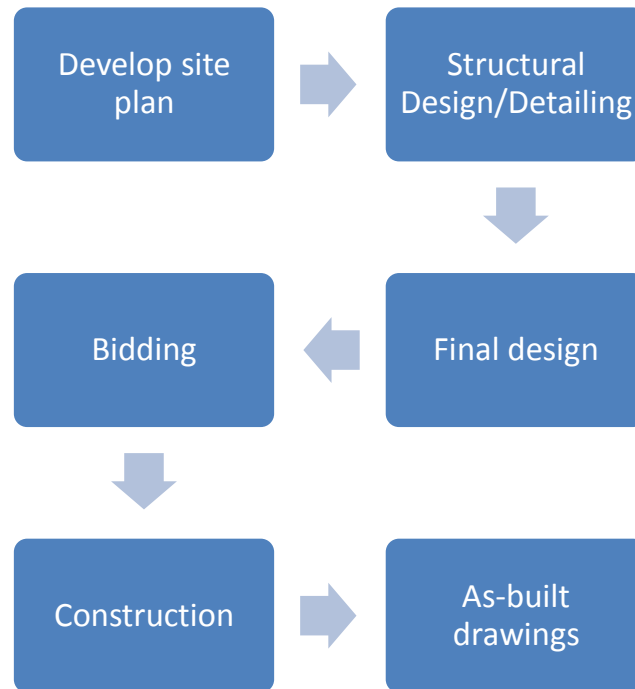 Develop site
plan
Structural
Design/Detailing
Final design
Bidding
Construction
As-built
drawings